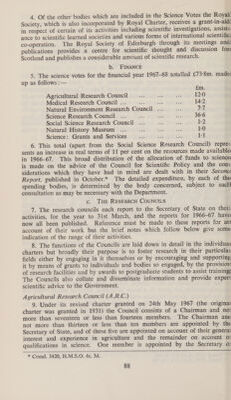 4. Of the other bodies which are included in the Science Votes the Royal
Society, which is also incorporated by Royal Charter, receives a grant-in-aid
in respect of certain of its activities including scientific investigations, assist-
ance to scientific learned societies and various forms of international scientific
co-operation. The Royal Society of Edinburgh through its meetings and
publications provides a centre for scientific thought and discussion in
Scotland and publishes a considerable amount of scientific research.
b. FINANCE
5. The science votes for the financial year 1967-68 totalled £73·8m. made
up as follows:—
£m.
Agricultural Research Council ... 12·0
Medical Research Council ... 14·2
Natural Environment Research Council ... 7·7
Science Research Council ... 36·6
Social Science Research Council ... 1·2
Natural History Museum ... 1·0
Science: Grants and Services ... 1·1
6. This total (apart from the Social Science Research Council) repre-
sents an increase in real terms of 11 per cent on the resources made available
in 1966-67. This broad distribution of the allocation of funds to science
is made on the advice of the Council for Scientific Policy and the con-
siderations which they have had in mind are dealt with in their Second
Report, published in October.* The detailed expenditure, by each of the
spending bodies, is determined by the body concerned, subject to such
consultation as may be necessary with the Department.
c. THE RESEARCH COUNCILS
7. The research councils each report to the Secretary of State on their
activities, for the year to 31st March, and the reports for 1966-67 have
now all been published. Reference must be made to these reports for an
account of their work but the brief notes which follow below give some
indication of the range of their activities.
8. The functions of the Councils are laid down in detail in the individual
charters but broadly their purpose is to foster research in their particular
fields either by engaging in it themselves or by encouraging and supporting
it by means of grants to individuals and bodies so engaged, by the provision
of research facilities and by awards to postgraduate students to assist training.
The Councils also collate and disseminate information and provide expert
scientific advice to the Government.
Agricultural Research Council (A.R.C.)
9. Under its revised charter granted on 24th May 1967 (the original
charter was granted in 1931) the Council consists of a Chairman and not
more than seventeen or less than fourteen members. The Chairman and
not more than thirteen or less than ten members are appointed by the
Secretary of State, and of these five are appointed on account of their general
interest and experience in agriculture and the remainder on account of
qualifications in science. One member is appointed by the Secretary of
* Cmnd. 3420, H.M.S.O. 4s. 3d.
88